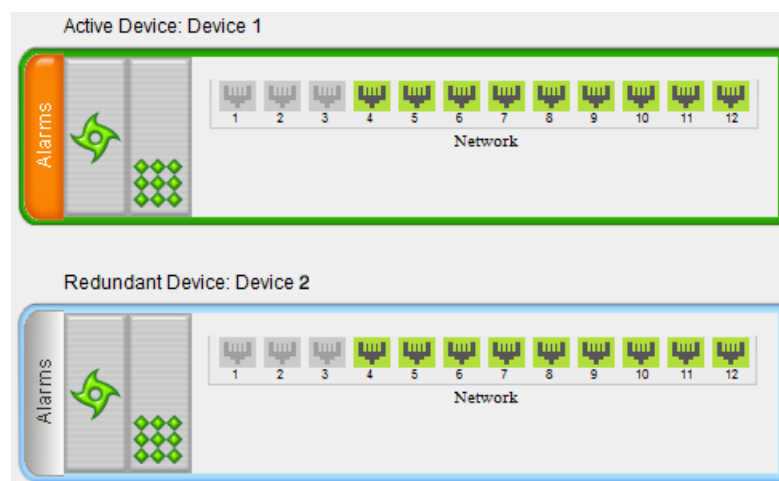 Active Device: Device 1
Alarms
1 2 3 4 5 6 7 8 9 10 11 12
Network
Redundant Device: Device 2
Alarms
1 2 3 4 5 6 7 8 9 10 11 12
Network